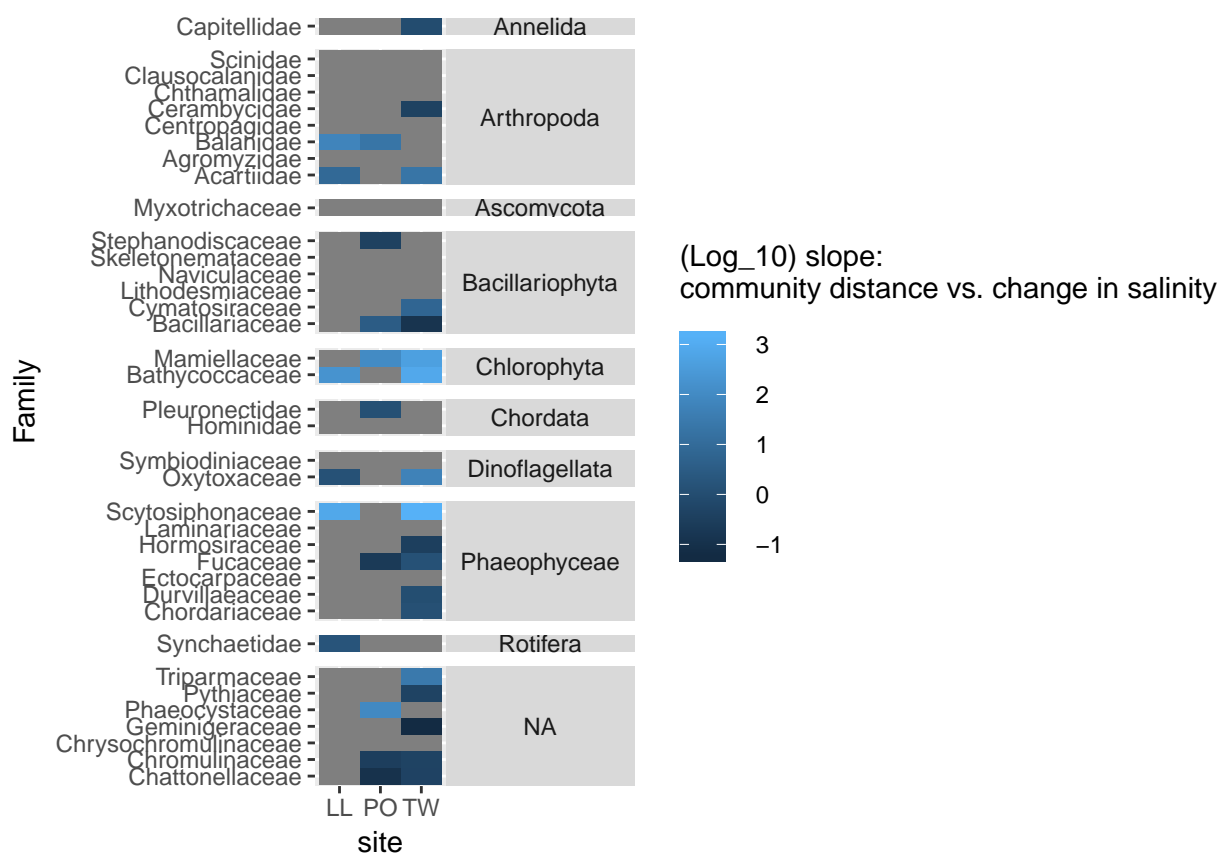 Family
Capitellidae
Annelida
Scinidae
Clausocalanidae
Chthamalidae
Cerambycidae
Centropagidae
Balanidae
Agromyzidae
Acartiidae
Arthropoda
Myxotrichaceae
Ascomycota
Stephanodiscaceae
Skeletonemataceae
Naviculaceae
Lithodesmiaceae
Cymatosiraceae
Bacillariaceae
Bacillariophyta
Mamiellaceae
Bathycoccaceae
Chlorophyta
Pleuronectidae
Hominidae
Chordata
Symbiodiniaceae
Oxytoxaceae
Dinoflagellata
Scytosiphonaceae
Laminariaceae
Hormosiraceae
Fucaceae
Ectocarpaceae
Durvillaeaceae
Chordariaceae
Phaeophyceae
Synchaetidae
Rotifera
Triparmaceae
Pythiaceae
Phaeocystaceae
Geminigeraceae
Chrysochromulinaceae
Chromulinaceae
Chattonellaceae
NA
LL PO TW
site
(Log_10) slope:
community distance vs. change in salinity
3
2
1
0
−1